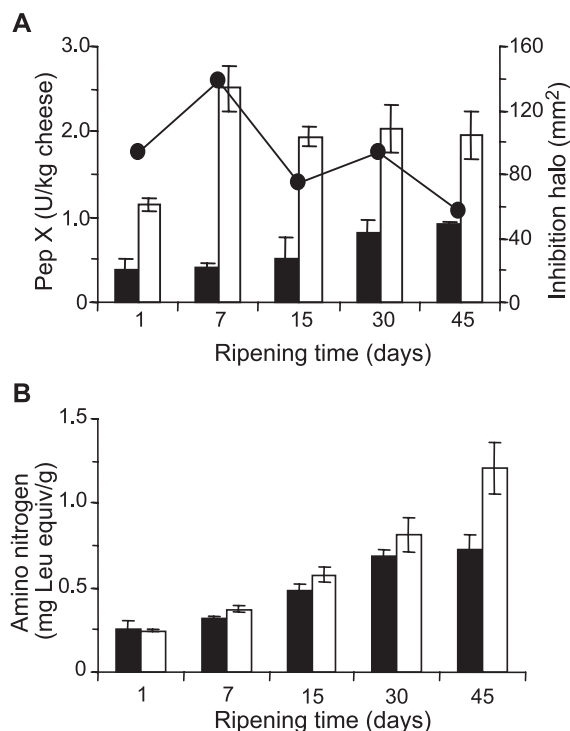 A
Pep X (U/kg cheese)
3.0
2.0
1.0
0
160
120
80
40
0
Inhibition halo (mm²)
1 7 15 30 45
Ripening time (days)
B
Amino nitrogen
(mg Leu equiv/g)
1.5
1.0
0.5
0
1 7 15 30 45
Ripening time (days)